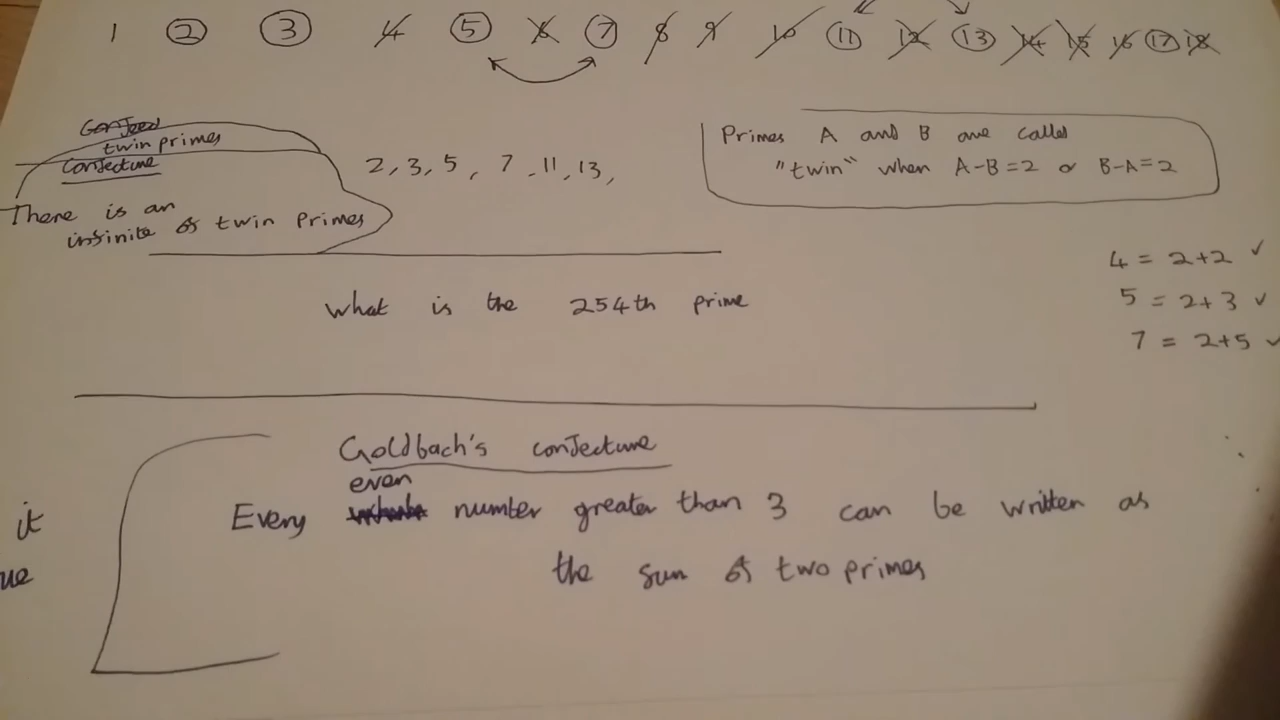 1 2 3 4 5 6 7 8 9 10 11 12 13 14 15 16 17 18
twin primes
Conjecture
There is an
infinite of twin primes
2, 3, 5, 7, 11, 13,
Primes A and B are called
"twin" when A-B=2 or B-A=2
4 = 2+2 ✓
5 = 2+3 ✓
7 = 2+5 ✓
What is the 254th prime
Goldbach's conjecture
even
Every number greater than 3 can be written as
the sum of two primes
it
ue